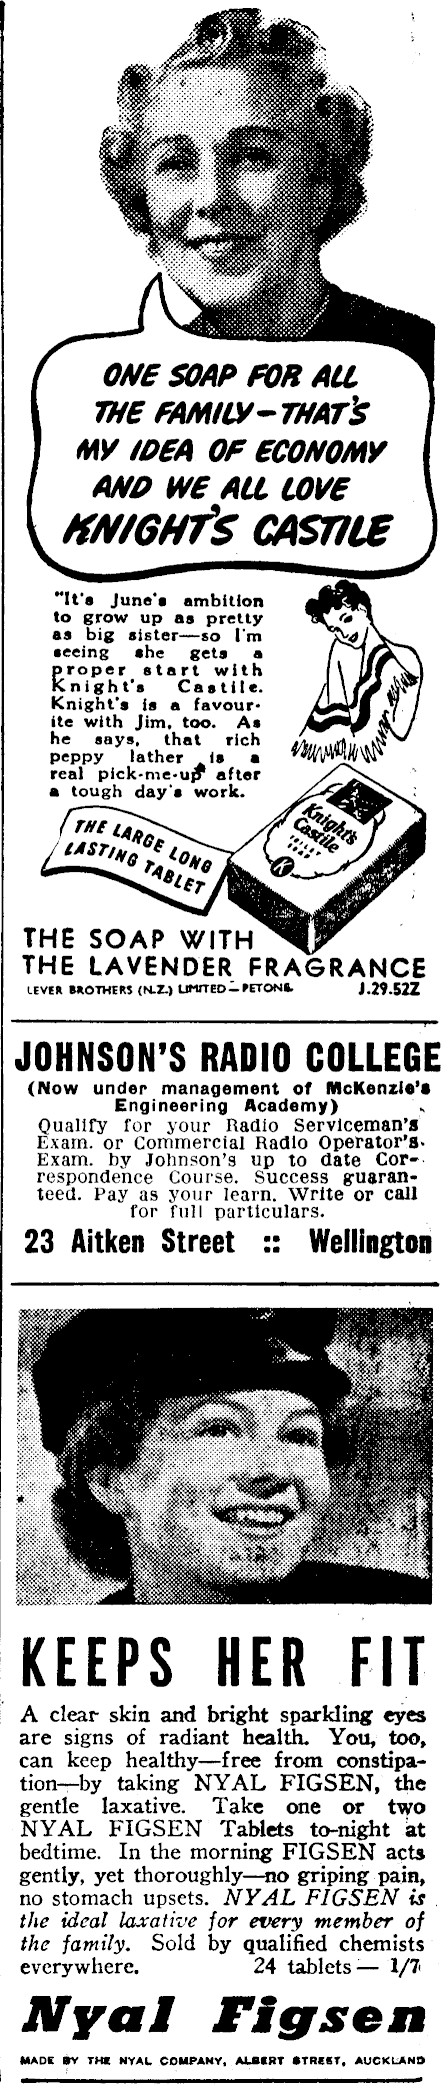 ONE SOAP FOR ALL
THE FAMILY – THAT'S
MY IDEA OF ECONOMY
AND WE ALL LOVE
KNIGHT'S CASTILE
"It's June's ambition
to grow up as pretty
as big sister—so I'm
seeing she gets a
proper start with
Knight's Castile.
Knight's is a favour-
ite with Jim, too. As
he says, that rich
peppy lather is a
real pick-me-up after
a tough day's work.
THE LARGE LONG
LASTING TABLET
Knight's
Castile
TOILET
SOAP
K
THE SOAP WITH
THE LAVENDER FRAGRANCE
LEVER BROTHERS (N.Z.) LIMITED – PETONE. J.29.52Z
JOHNSON'S RADIO COLLEGE
(Now under management of McKenzie's
Engineering Academy)
Qualify for your Radio Serviceman's
Exam. or Commercial Radio Operator's
Exam. by Johnson's up to date Cor-
respondence Course. Success guaran-
teed. Pay as your learn. Write or call
for full particulars.
23 Aitken Street :: Wellington
KEEPS HER FIT
A clear skin and bright sparkling eyes
are signs of radiant health. You, too,
can keep healthy—free from constipa-
tion—by taking NYAL FIGSEN, the
gentle laxative. Take one or two
NYAL FIGSEN Tablets to-night at
bedtime. In the morning FIGSEN acts
gently, yet thoroughly—no griping pain,
no stomach upsets. NYAL FIGSEN is
the ideal laxative for every member of
the family. Sold by qualified chemists
everywhere. 24 tablets — 1/7
Nyal Figsen
MADE BY THE NYAL COMPANY, ALBERT STREET, AUCKLAND